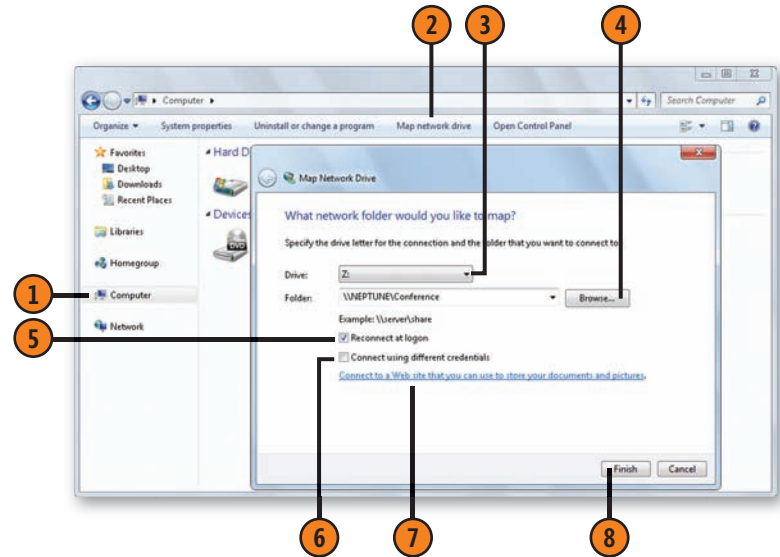 2
3
4
Computer
Search Computer
Organize
System properties
Uninstall or change a program
Map network drive
Open Control Panel
Favorites
Desktop
Downloads
Recent Places
Libraries
Homegroup
Computer
Network
Hard D
Devices
DVD
Map Network Drive
What network folder would you like to map?
Specify the drive letter for the connection and the folder that you want to connect to
Drive:
Z:
Folder:
\\NEPTUNE\Conference
Browse...
Example: \\server\share
Reconnect at logon
Connect using different credentials
Connect to a Web site that you can use to store your documents and pictures.
Finish
Cancel
1
5
6
7
8